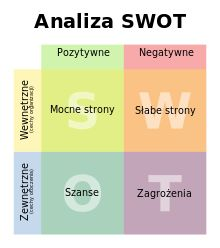 Analiza SWOT
Pozytywne
Negatywne
Wewnętrzne
(cechy organizacji)
S
Mocne strony
W
Słabe strony
Zewnętrzne
(cechy otoczenia)
O
Szanse
T
Zagrożenia